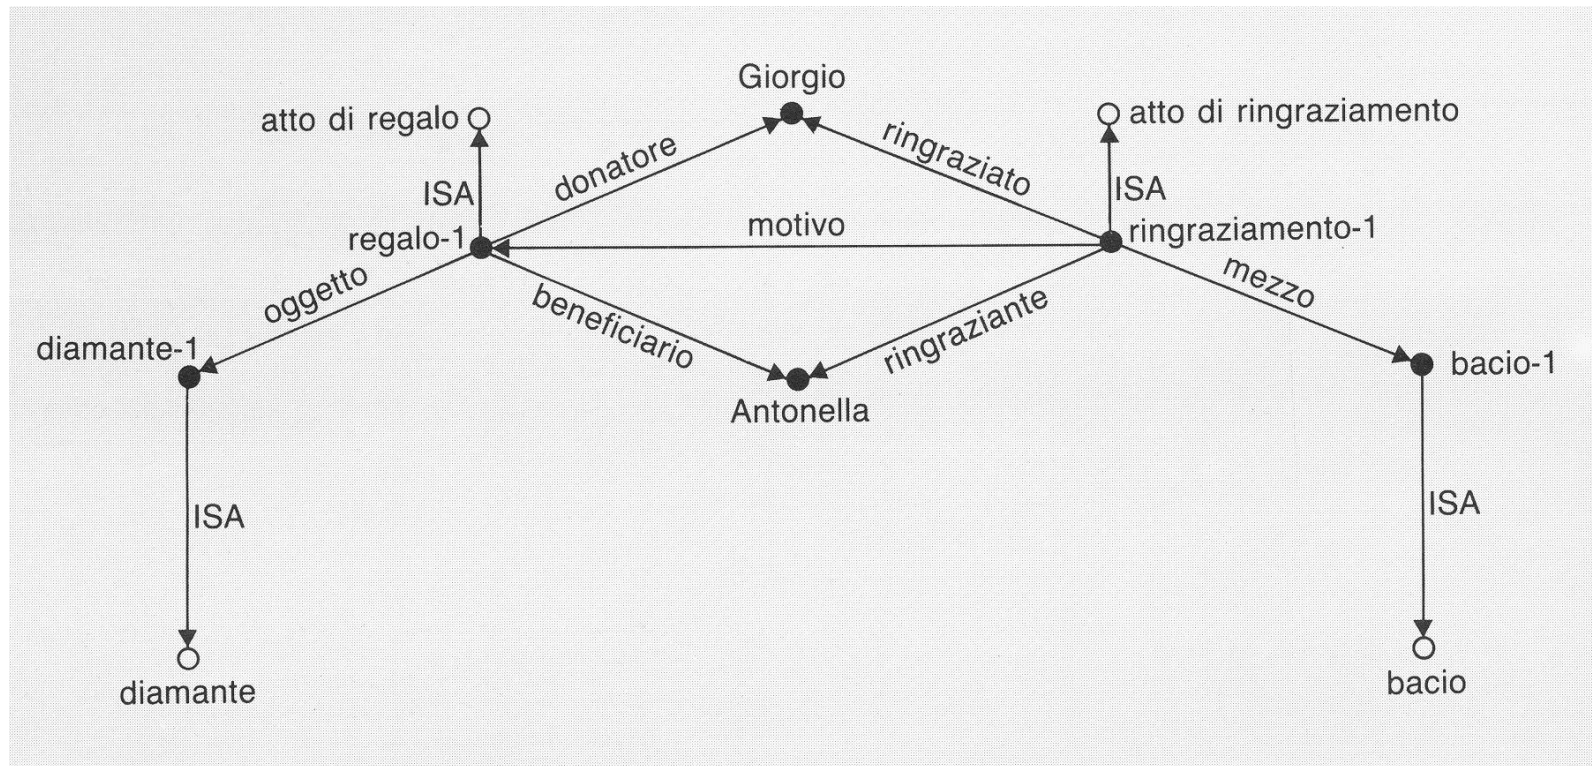 Giorgio
atto di regalo
atto di ringraziamento
donatore
ringraziato
ISA
ISA
regalo-1
motivo
ringraziamento-1
oggetto
beneficiario
ringraziante
mezzo
diamante-1
bacio-1
Antonella
ISA
ISA
diamante
bacio